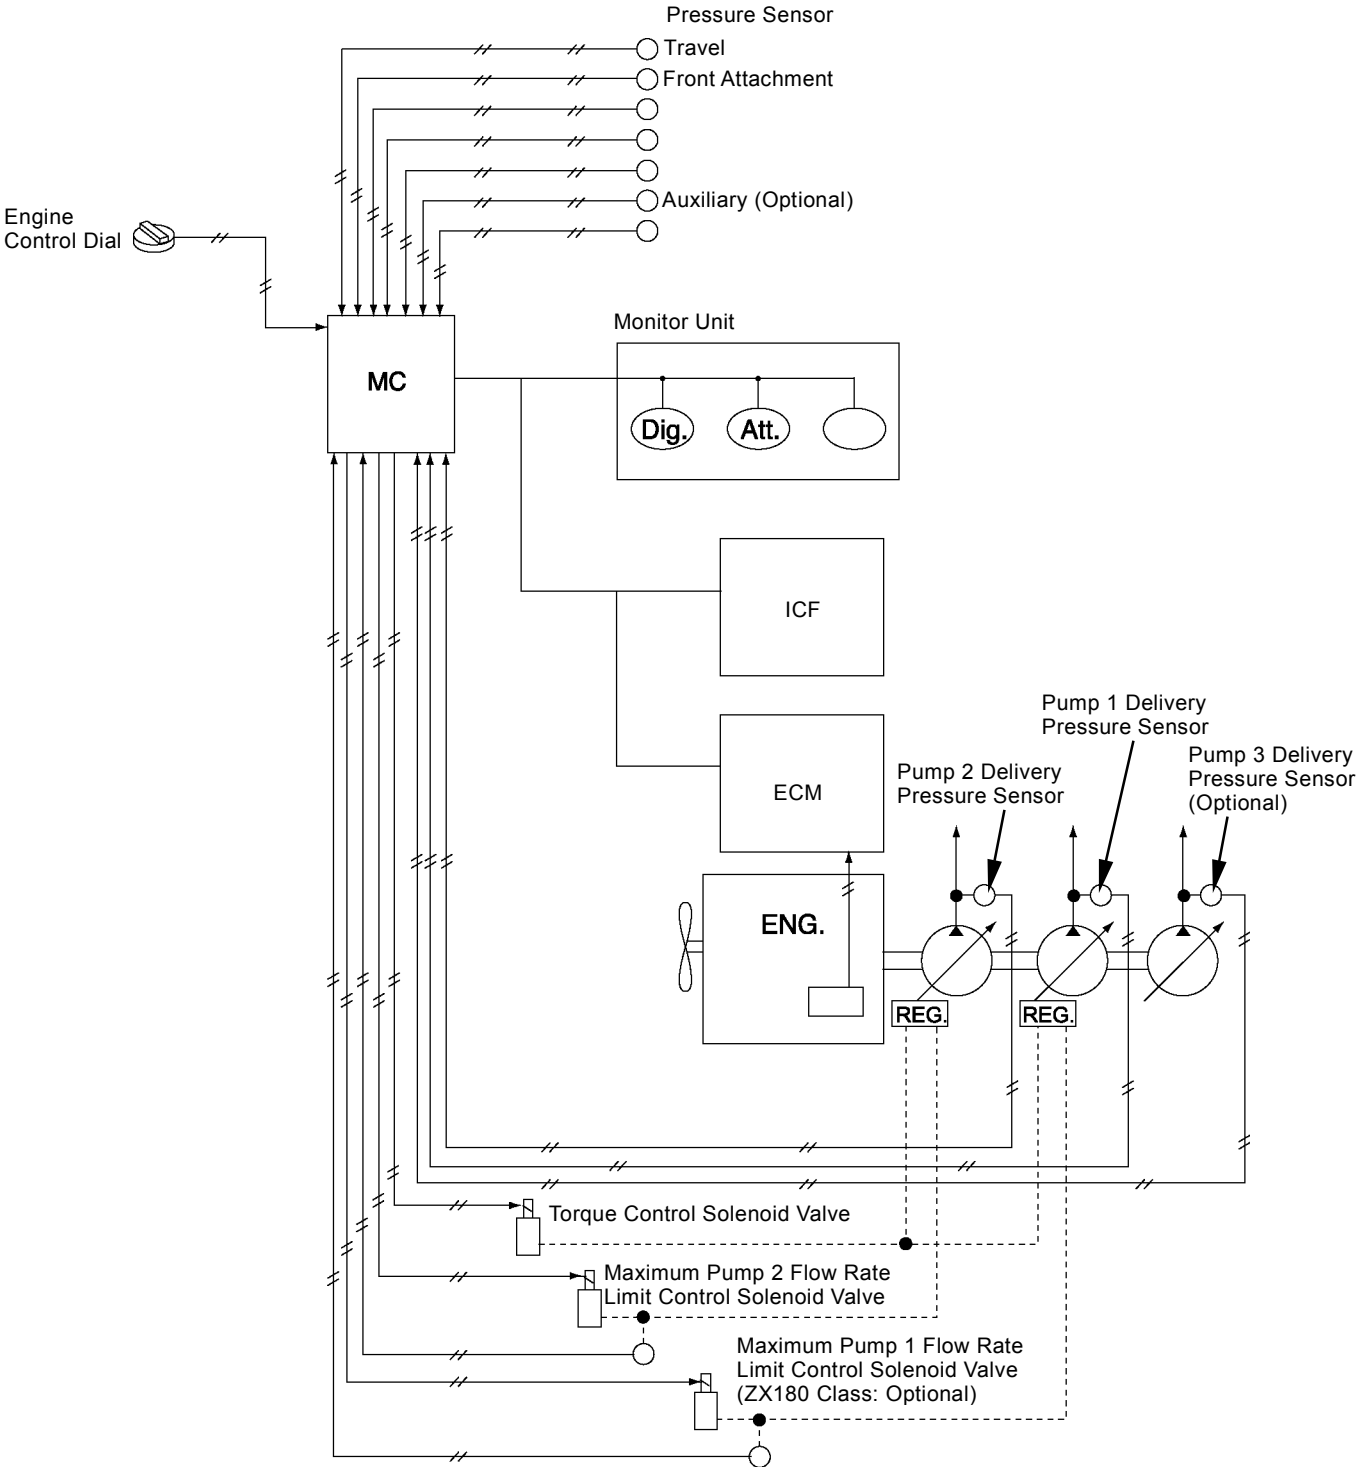 Pressure Sensor
Travel
Front Attachment
Auxiliary (Optional)
Engine
Control Dial
Monitor Unit
MC
Dig.
Att.
ICF
Pump 1 Delivery
Pressure Sensor
Pump 3 Delivery
Pressure Sensor
(Optional)
Pump 2 Delivery
Pressure Sensor
ECM
ENG.
REG.
REG.
Torque Control Solenoid Valve
Maximum Pump 2 Flow Rate
Limit Control Solenoid Valve
Maximum Pump 1 Flow Rate
Limit Control Solenoid Valve
(ZX180 Class: Optional)